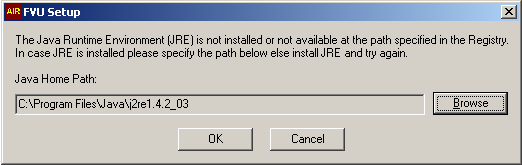 AIR FVU Setup
The Java Runtime Environment (JRE) is not installed or not available at the path specified in the Registry.
In case JRE is installed please specify the path below else install JRE and try again.
Java Home Path:
C:\Program Files\Java\j2re1.4.2_03
Browse
OK Cancel